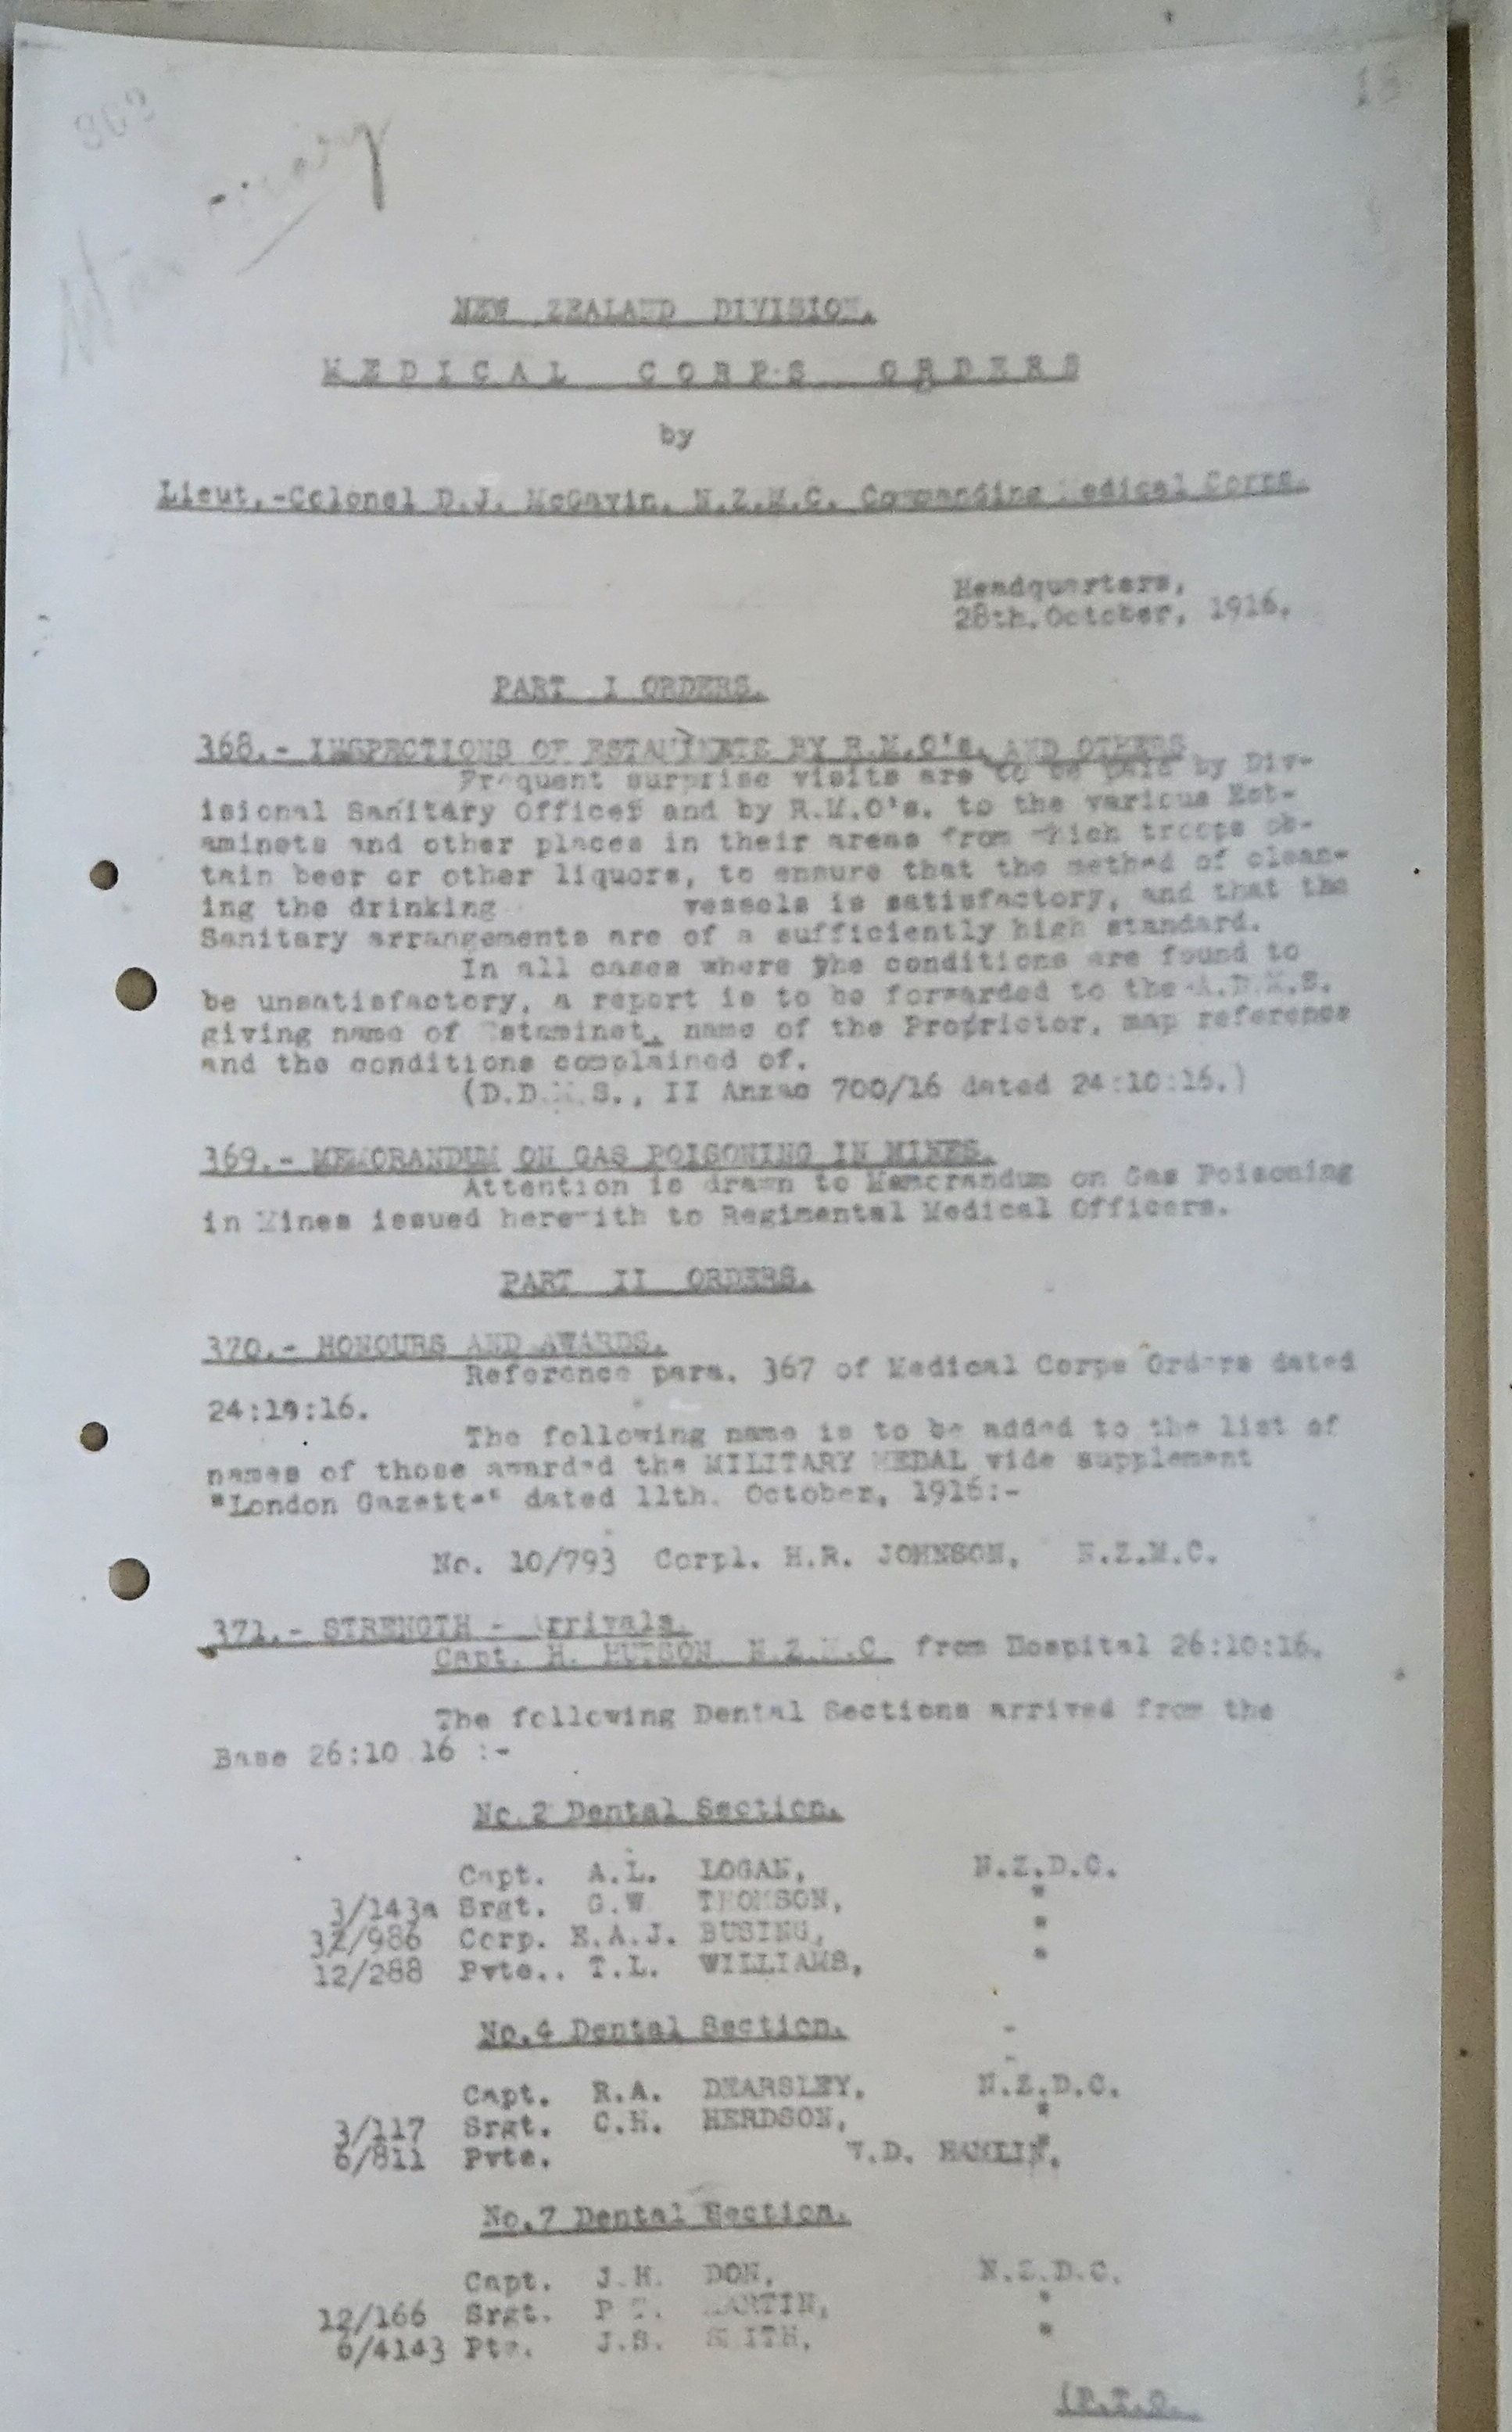 868
War Diary
18
NEW ZEALAND DIVISION.
MEDICAL CORPS ORDERS
by
Lieut.-Colonel D.J. McGavin. N.Z.M.C. Commanding Medical Corps.
Headquarters,
28th.October, 1916.
PART I ORDERS.
368.- INSPECTIONS OF ESTAMINETS BY R.M.O's. AND OTHERS
Frequent surprise visits are to be paid by Div-
isional Sanitary Officer and by R.M.O's. to the various Est-
aminets and other places in their areas from which troops ob-
tain beer or other liquors, to ensure that the method of clean-
ing the drinking vessels is satisfactory, and that the
Sanitary arrangements are of a sufficiently high standard.
In all cases where the conditions are found to
be unsatisfactory, a report is to be forwarded to the A.D.M.S.
giving name of Estaminet, name of the Proprietor, map reference
and the conditions complained of.
(D.D.M.S., II Anzac 700/16 dated 24:10:16.)
369.- MEMORANDUM ON GAS POISONING IN MINES.
Attention is drawn to Memorandum on Gas Poisoning
in Mines issued herewith to Regimental Medical Officers.
PART II ORDERS.
370.- HONOURS AND AWARDS.
Reference para. 367 of Medical Corps Orders dated
24:10:16.
The following name is to be added to the list of
names of those awarded the MILITARY MEDAL vide supplement
"London Gazette" dated 11th. October, 1916:-
No. 10/793 Corpl. H.R. JOHNSON, N.Z.M.C.
371.- STRENGTH - Arrivals.
Capt. H. HUTSON N.Z.M.C. from Hospital 26:10:16.
The following Dental Sections arrived from the
Base 26:10 16 :-
No.2 Dental Section.
Capt. A.L. LOGAN, N.Z.D.C.
3/143a Srgt. G.W THOMSON, "
32/986 Corp. E.A.J. BUSING, "
12/288 Pvte.. T.L. WILLIAMS, "
No.4 Dental Section.
Capt. R.A. DEARSLEY, N.Z.D.C.
3/117 Srgt. C.H. HERDSON, "
6/811 Pvte. V.D. HAMLIN, "
No.7 Dental Section.
Capt. J.H. DON, N.Z.D.C.
12/166 Srgt. P MARTIN, "
6/4143 Pte. J.S. SMITH, "
(P.T.O.